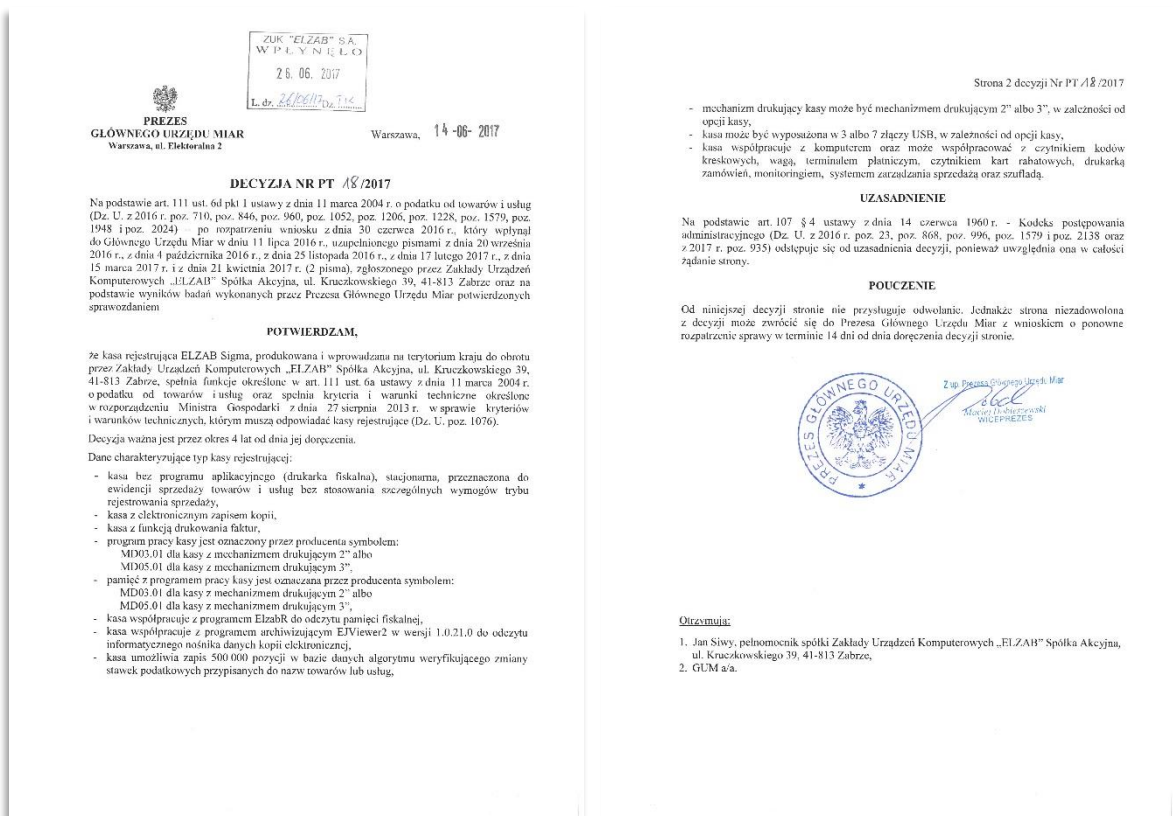 ZUK "ELZAB" S.A.
WPŁYNĘŁO
26. 06. 2017
L. dz. 26/06/17 Dz.
PREZES
GŁÓWNEGO URZĘDU MIAR
Warszawa, ul. Elektoralna 2
Warszawa, 14 -06- 2017
DECYZJA NR PT 18/2017
Na podstawie art. 111 ust. 6d pkt 1 ustawy z dnia 11 marca 2004 r. o podatku od towarów i usług
(Dz. U. z 2016 r. poz. 710, poz. 846, poz. 960, poz. 1052, poz. 1206, poz. 1228, poz. 1579, poz.
1948 i poz. 2024) – po rozpatrzeniu wniosku z dnia 30 czerwca 2016 r., który wpłynął
do Głównego Urzędu Miar w dniu 11 lipca 2016 r., uzupełnionego pismami z dnia 20 września
2016 r., z dnia 4 października 2016 r., z dnia 25 listopada 2016 r., z dnia 17 lutego 2017 r., z dnia
15 marca 2017 r. i z dnia 21 kwietnia 2017 r. (2 pisma), zgłoszonego przez Zakłady Urządzeń
Komputerowych „ELZAB” Spółka Akcyjna, ul. Kruczkowskiego 39, 41-813 Zabrze oraz na
podstawie wyników badań wykonanych przez Prezesa Głównego Urzędu Miar potwierdzonych
sprawozdaniem
POTWIERDZAM,
że kasa rejestrująca ELZAB Sigma, produkowana i wprowadzana na terytorium kraju do obrotu
przez Zakłady Urządzeń Komputerowych „ELZAB” Spółka Akcyjna, ul. Kruczkowskiego 39,
41-813 Zabrze, spełnia funkcje określone w art. 111 ust. 6a ustawy z dnia 11 marca 2004 r.
o podatku od towarów i usług oraz spełnia kryteria i warunki techniczne określone
w rozporządzeniu Ministra Gospodarki z dnia 27 sierpnia 2013 r. w sprawie kryteriów
i warunków technicznych, którym muszą odpowiadać kasy rejestrujące (Dz. U. poz. 1076).
Decyzja ważna jest przez okres 4 lat od dnia jej doręczenia.
Dane charakteryzujące typ kasy rejestrującej:
- kasa bez programu aplikacyjnego (drukarka fiskalna), stacjonarna, przeznaczona do
ewidencji sprzedaży towarów i usług bez stosowania szczególnych wymogów trybu
rejestrowania sprzedaży,
- kasa z elektronicznym zapisem kopii,
- kasa z funkcją drukowania faktur,
- program pracy kasy jest oznaczony przez producenta symbolem:
MD03.01 dla kasy z mechanizmem drukującym 2” albo
MD05.01 dla kasy z mechanizmem drukującym 3”,
- pamięć z programem pracy kasy jest oznaczana przez producenta symbolem:
MD03.01 dla kasy z mechanizmem drukującym 2” albo
MD05.01 dla kasy z mechanizmem drukującym 3”,
- kasa współpracuje z programem ElzabR do odczytu pamięci fiskalnej,
- kasa współpracuje z programem archiwizującym EJViewer2 w wersji 1.0.21.0 do odczytu
informatycznego nośnika danych kopii elektronicznej,
- kasa umożliwia zapis 500 000 pozycji w bazie danych algorytmu weryfikującego zmiany
stawek podatkowych przypisanych do nazw towarów lub usług,
Strona 2 decyzji Nr PT 18 /2017
- mechanizm drukujący kasy może być mechanizmem drukującym 2” albo 3”, w zależności od
opcji kasy,
- kasa może być wyposażona w 3 albo 7 złączy USB, w zależności od opcji kasy,
- kasa współpracuje z komputerem oraz może współpracować z czytnikiem kodów
kreskowych, wagą, terminalem płatniczym, czytnikiem kart rabatowych, drukarką
zamówień, monitoringiem, systemem zarządzania sprzedażą oraz szufladą.
UZASADNIENIE
Na podstawie art. 107 § 4 ustawy z dnia 14 czerwca 1960 r. - Kodeks postępowania
administracyjnego (Dz. U. z 2016 r. poz. 23, poz. 868, poz. 996, poz. 1579 i poz. 2138 oraz
z 2017 r. poz. 935) odstępuje się od uzasadnienia decyzji, ponieważ uwzględnia ona w całości
żądanie strony.
POUCZENIE
Od niniejszej decyzji stronie nie przysługuje odwołanie. Jednakże strona niezadowolona
z decyzji może zwrócić się do Prezesa Głównego Urzędu Miar z wnioskiem o ponowne
rozpatrzenie sprawy w terminie 14 dni od dnia doręczenia decyzji stronie.
PREZES GŁÓWNEGO URZĘDU MIAR
Z up. Prezesa Głównego Urzędu Miar
Maciej Dobieszewski
WICEPREZES
Otrzymują:
1. Jan Siwy, pełnomocnik spółki Zakłady Urządzeń Komputerowych „ELZAB” Spółka Akcyjna,
ul. Kruczkowskiego 39, 41-813 Zabrze,
2. GUM a/a.